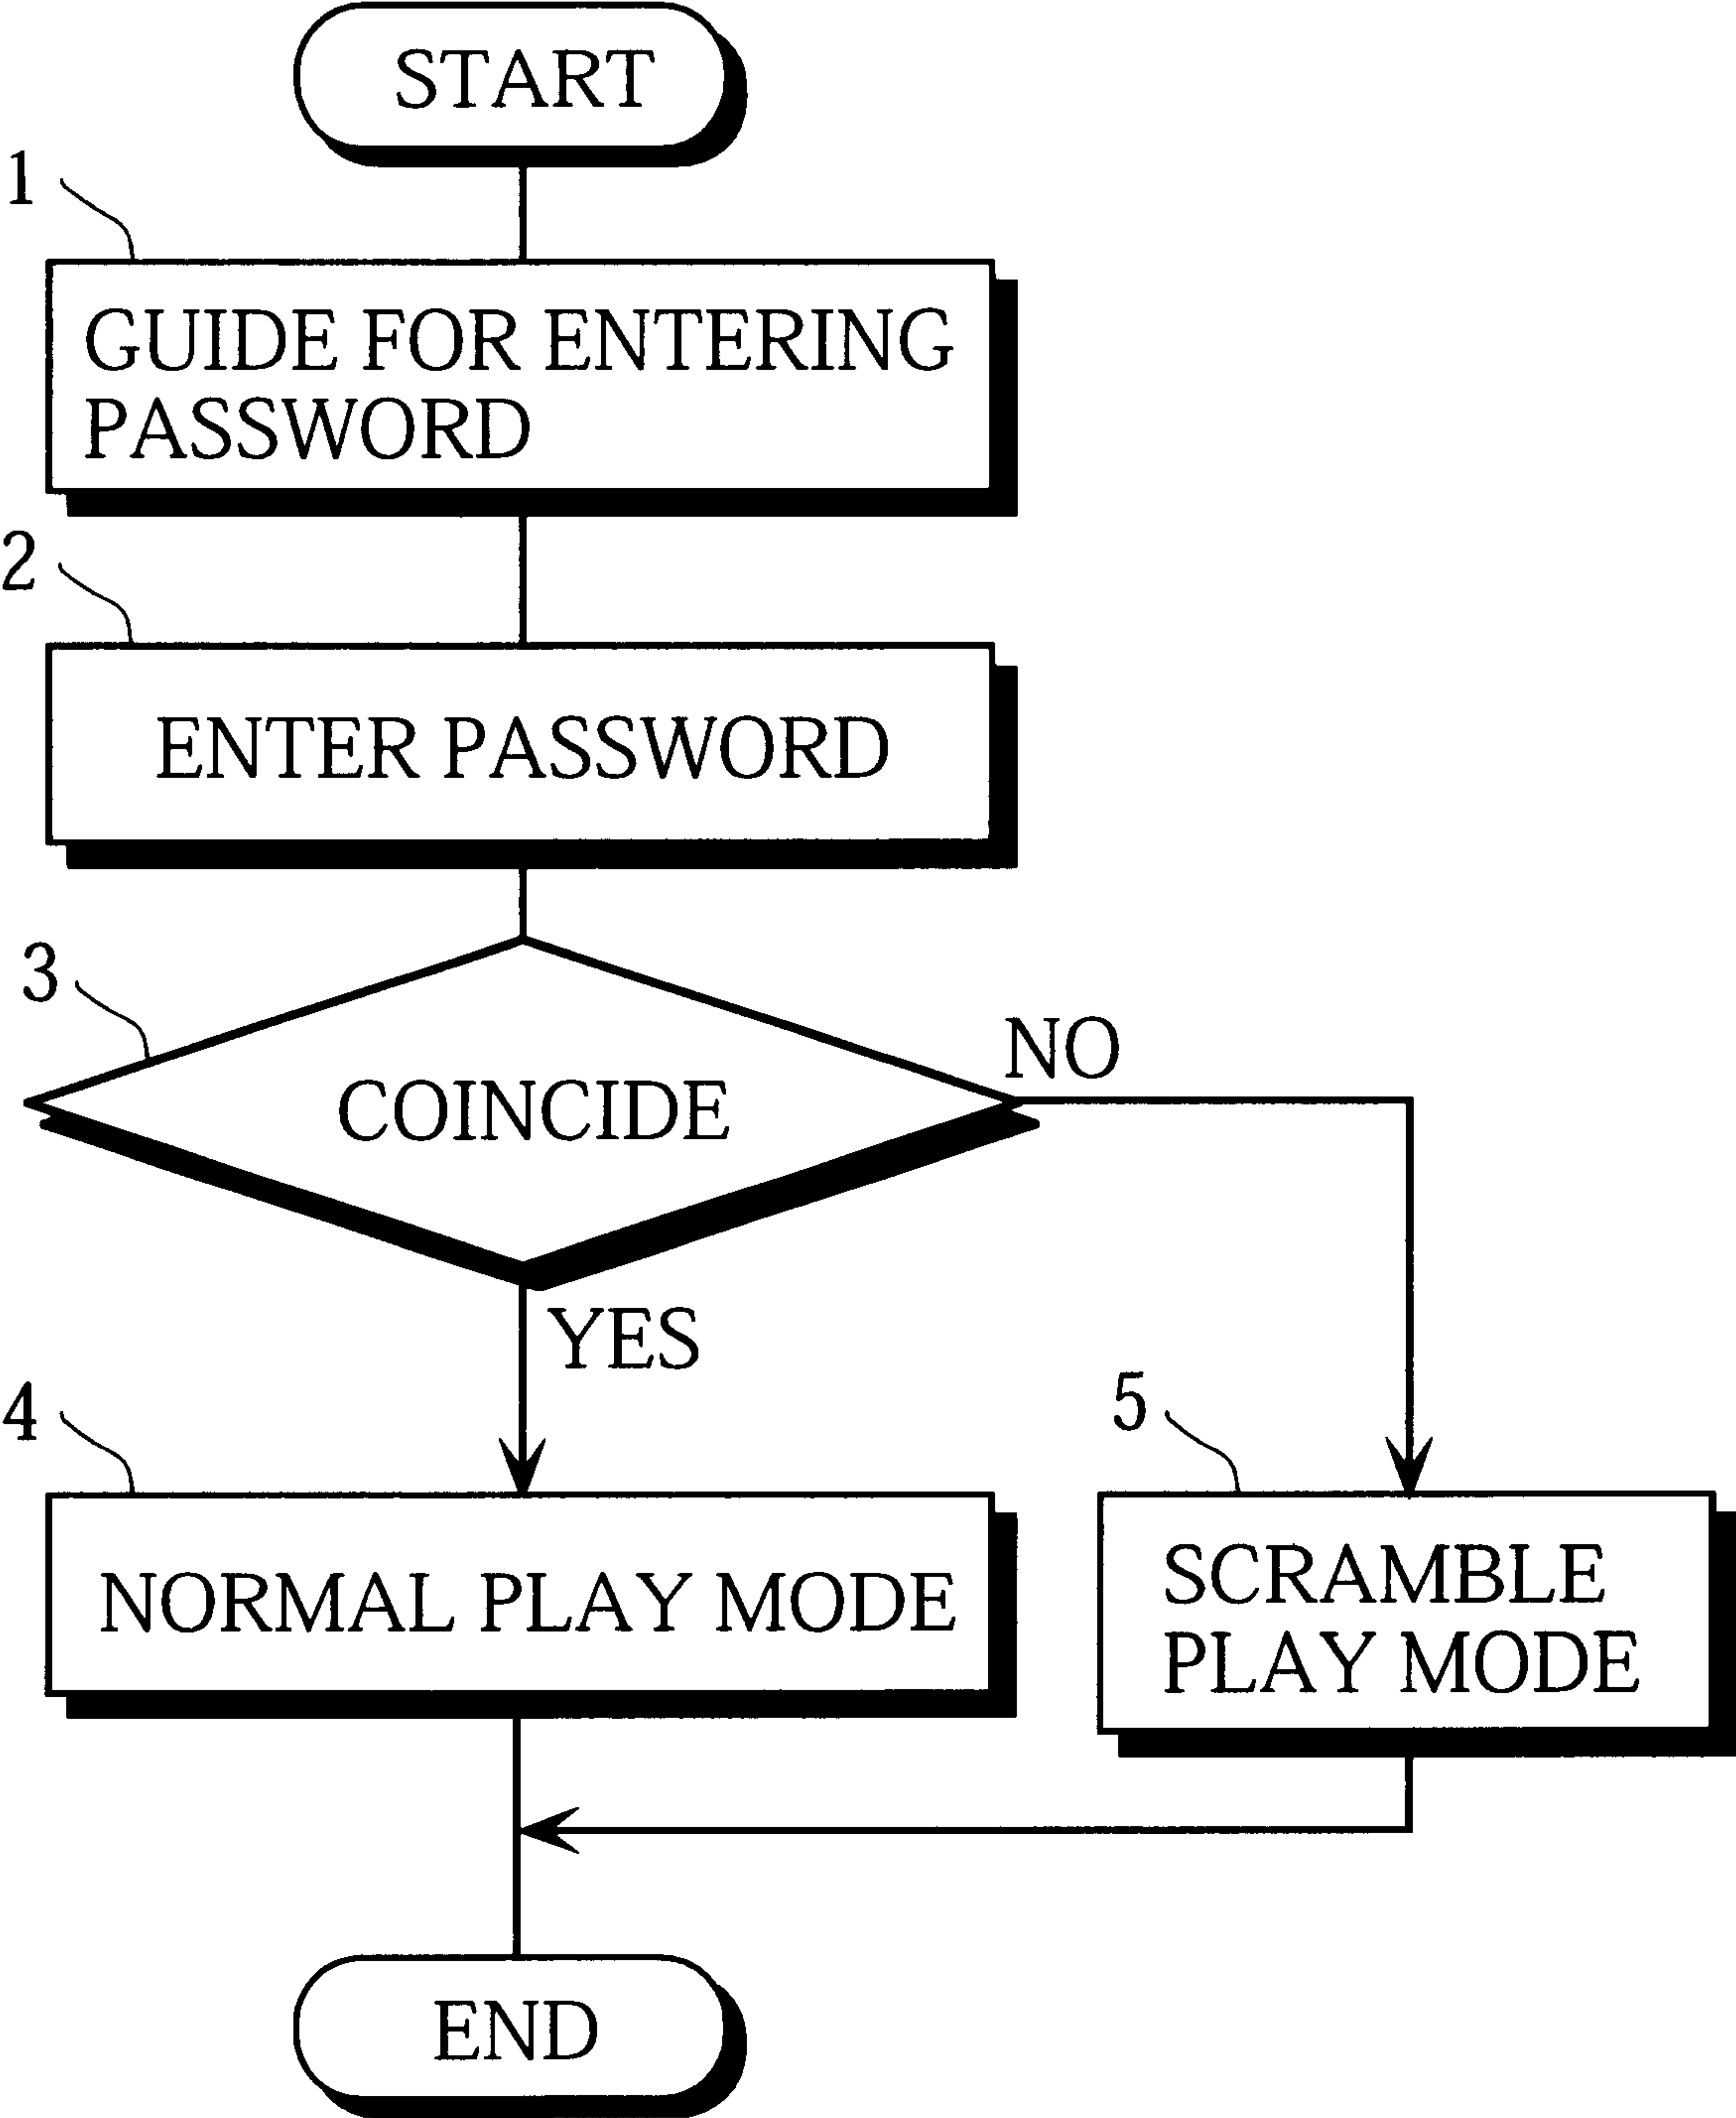 START
1
GUIDE FOR ENTERING
PASSWORD
2
ENTER PASSWORD
3
COINCIDE
NO
YES
4
NORMAL PLAY MODE
5
SCRAMBLE
PLAY MODE
END